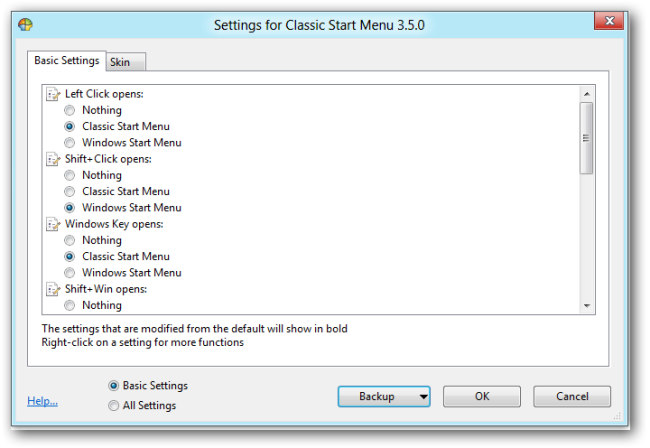 Settings for Classic Start Menu 3.5.0
Basic Settings
Skin
Left Click opens:
Nothing
Classic Start Menu
Windows Start Menu
Shift+Click opens:
Nothing
Classic Start Menu
Windows Start Menu
Windows Key opens:
Nothing
Classic Start Menu
Windows Start Menu
Shift+Win opens:
Nothing
The settings that are modified from the default will show in bold
Right-click on a setting for more functions
Help...
Basic Settings
All Settings
Backup
OK
Cancel